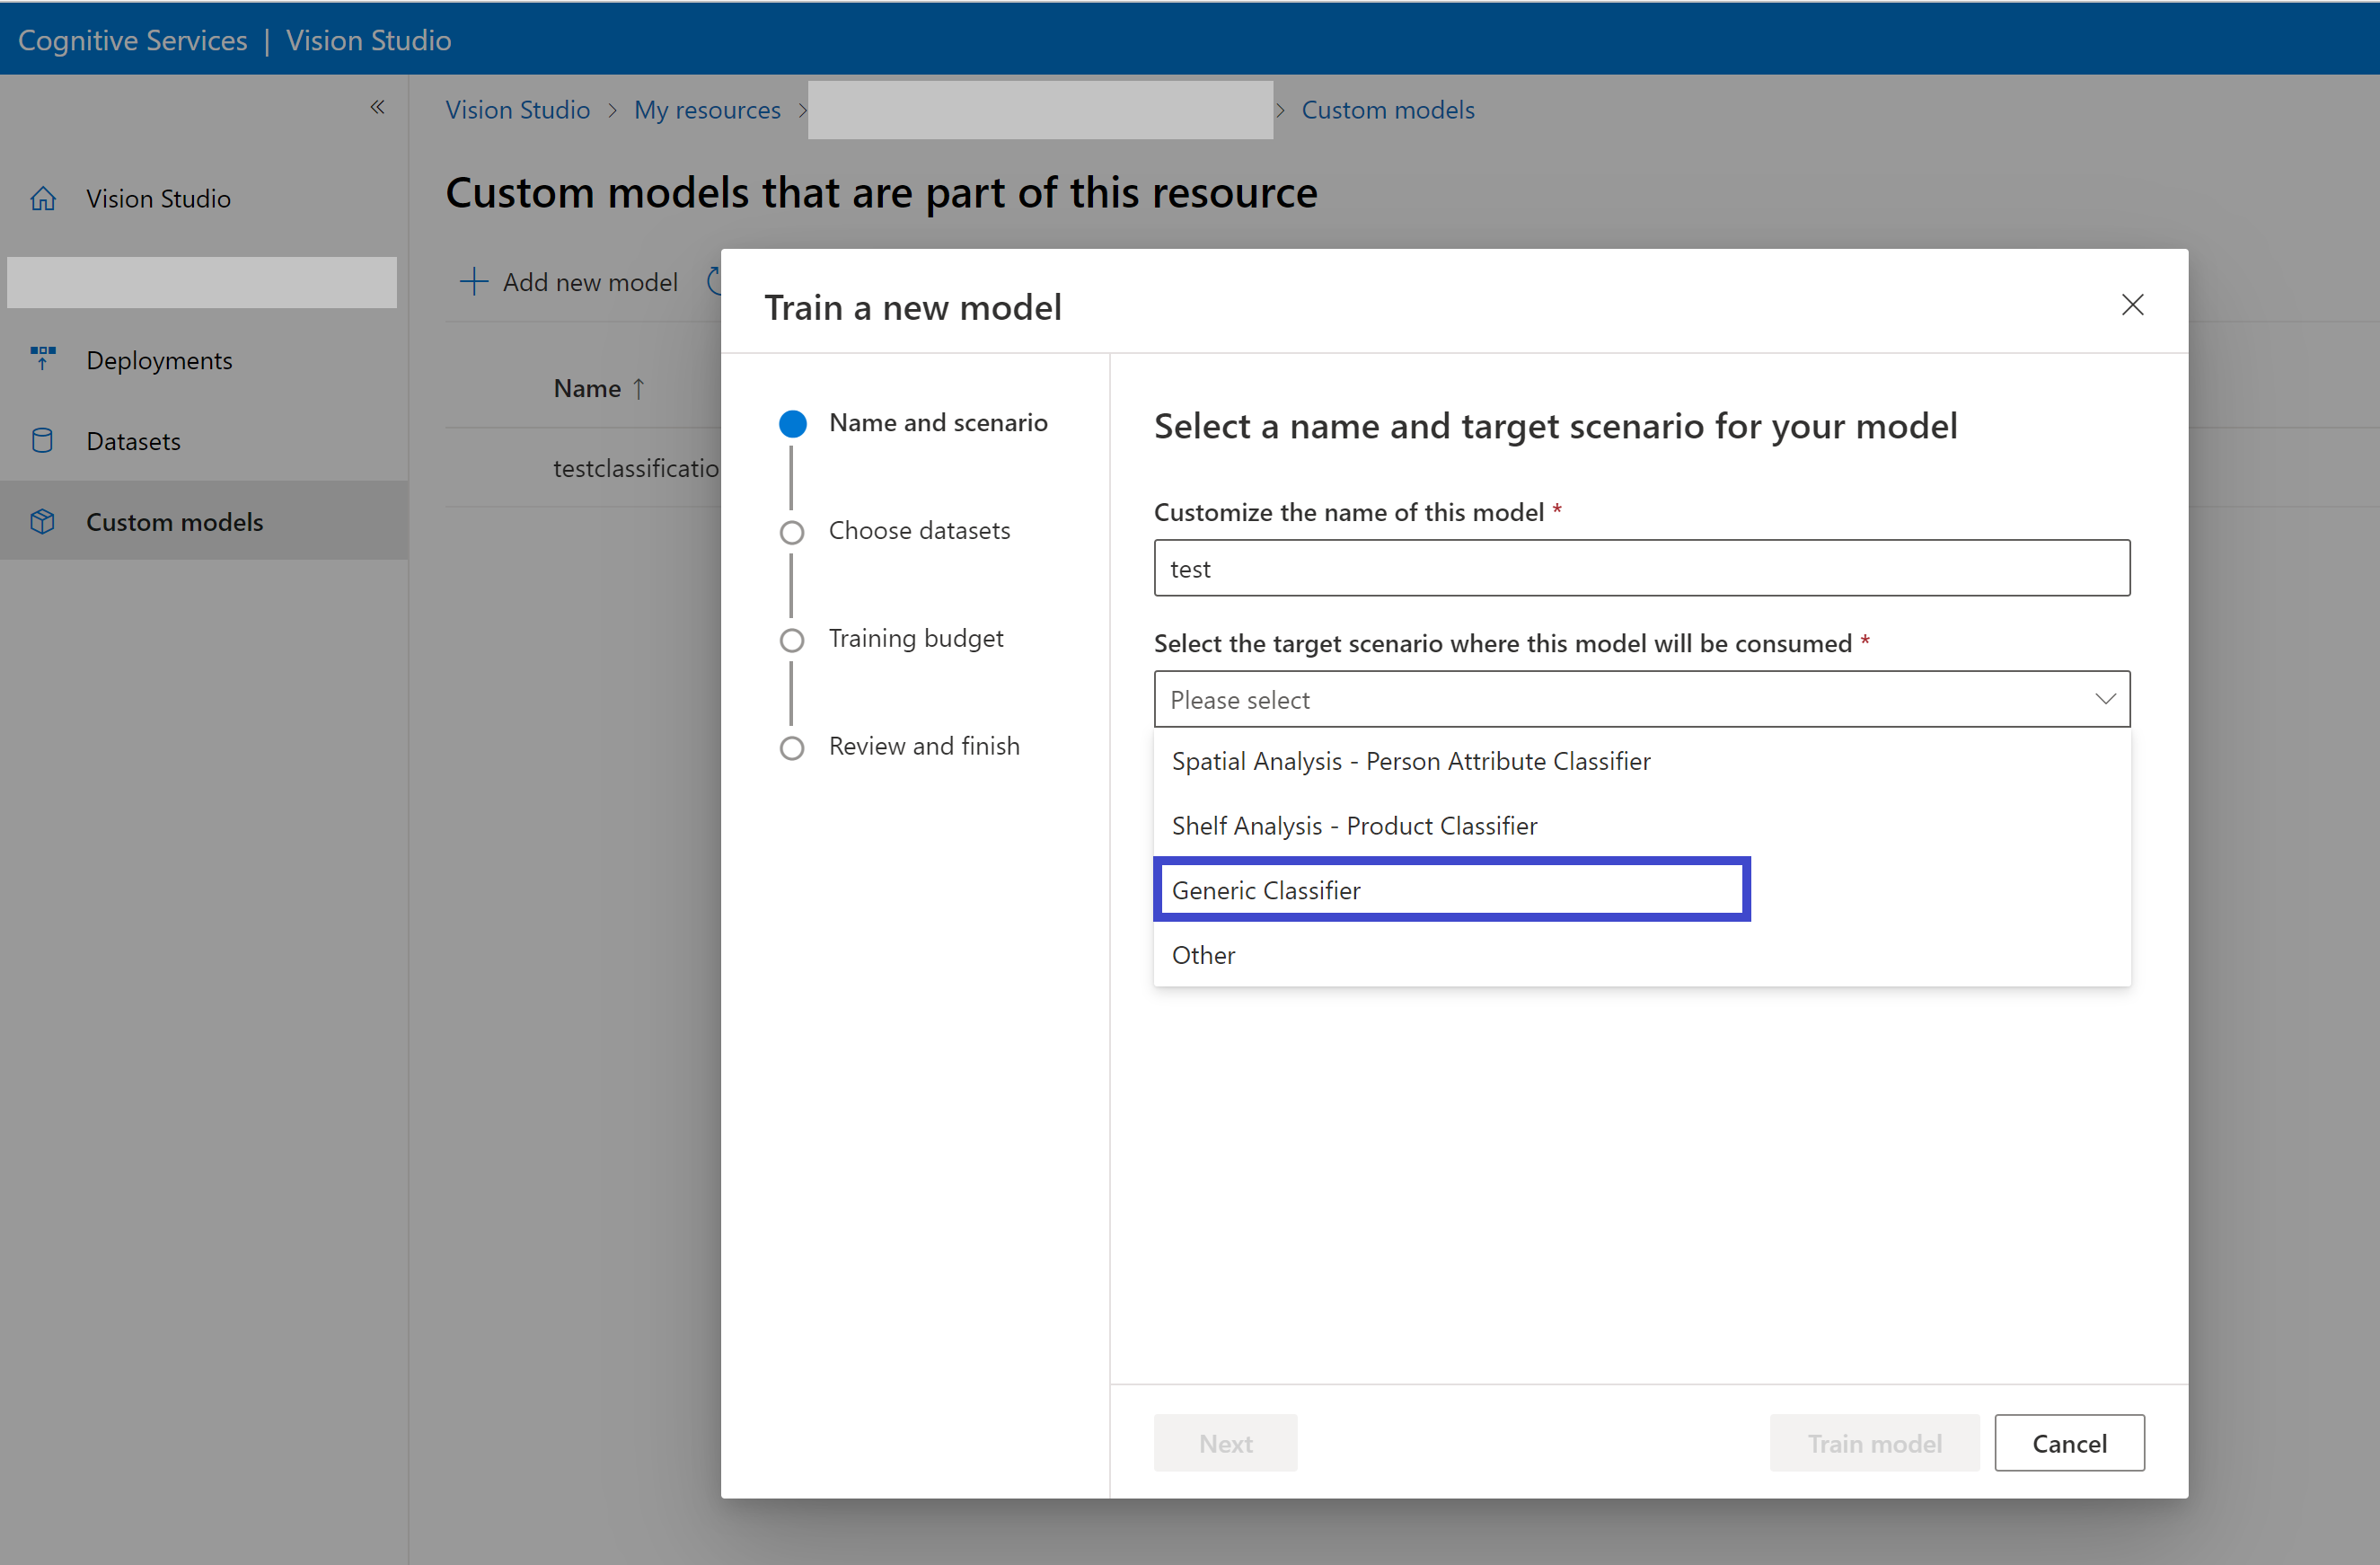 Cognitive Services | Vision Studio
Vision Studio > My resources > > Custom models
Vision Studio
Deployments
Datasets
Custom models
Custom models that are part of this resource
Add new model
Name ↑
testclassificatio
Train a new model
Name and scenario
Choose datasets
Training budget
Review and finish
Select a name and target scenario for your model
Customize the name of this model *
test
Select the target scenario where this model will be consumed *
Please select
Spatial Analysis - Person Attribute Classifier
Shelf Analysis - Product Classifier
Generic Classifier
Other
Next
Train model
Cancel